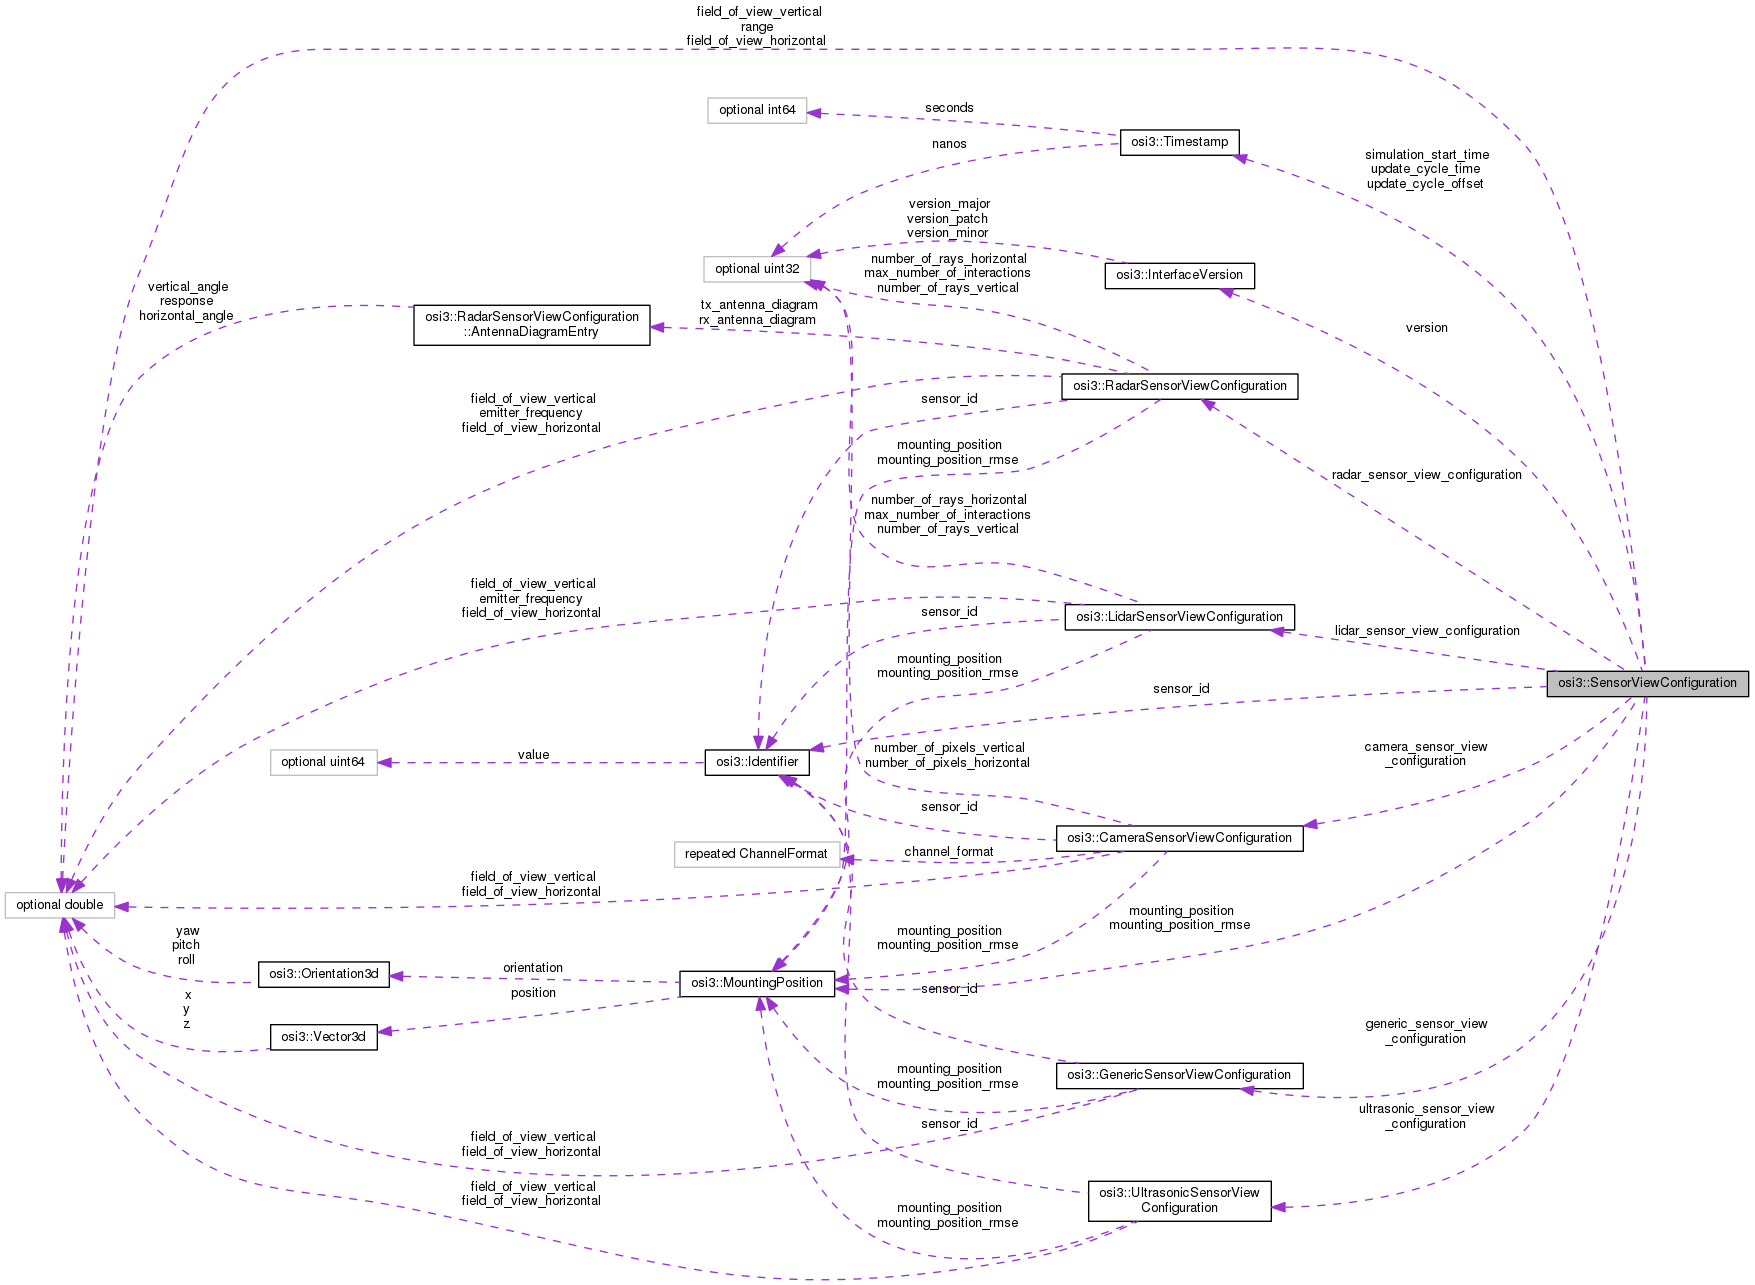 field_of_view_vertical
range
field_of_view_horizontal
optional int64
seconds
osi3::Timestamp
nanos
simulation_start_time
update_cycle_time
update_cycle_offset
version_major
version_patch
version_minor
optional uint32
number_of_rays_horizontal
max_number_of_interactions
number_of_rays_vertical
osi3::InterfaceVersion
vertical_angle
response
horizontal_angle
osi3::RadarSensorViewConfiguration
::AntennaDiagramEntry
tx_antenna_diagram
rx_antenna_diagram
version
osi3::RadarSensorViewConfiguration
field_of_view_vertical
emitter_frequency
field_of_view_horizontal
sensor_id
mounting_position
mounting_position_rmse
radar_sensor_view_configuration
number_of_rays_horizontal
max_number_of_interactions
number_of_rays_vertical
field_of_view_vertical
emitter_frequency
field_of_view_horizontal
sensor_id
osi3::LidarSensorViewConfiguration
lidar_sensor_view_configuration
mounting_position
mounting_position_rmse
sensor_id
osi3::SensorViewConfiguration
optional uint64
value
osi3::Identifier
number_of_pixels_vertical
number_of_pixels_horizontal
camera_sensor_view
_configuration
sensor_id
osi3::CameraSensorViewConfiguration
repeated ChannelFormat
channel_format
field_of_view_vertical
field_of_view_horizontal
optional double
mounting_position
mounting_position_rmse
mounting_position
mounting_position_rmse
yaw
pitch
roll
osi3::Orientation3d
orientation
osi3::MountingPosition
sensor_id
position
x
y
z
osi3::Vector3d
generic_sensor_view
_configuration
mounting_position
mounting_position_rmse
osi3::GenericSensorViewConfiguration
sensor_id
field_of_view_vertical
field_of_view_horizontal
ultrasonic_sensor_view
_configuration
field_of_view_vertical
field_of_view_horizontal
mounting_position
mounting_position_rmse
osi3::UltrasonicSensorView
Configuration